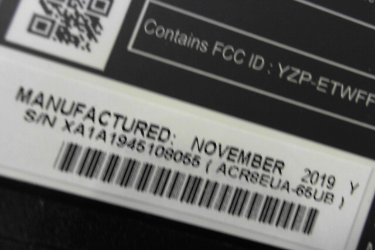 Contains FCC ID : YZP-ETWFF
MANUFACTURED: NOVEMBER 2019 Y
S/N XA1A1945108055 ( ACR8EUA-65UB )